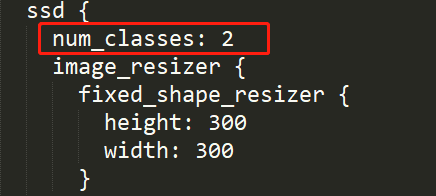 ssd {
num_classes: 2
image_resizer {
fixed_shape_resizer {
height: 300
width: 300
}